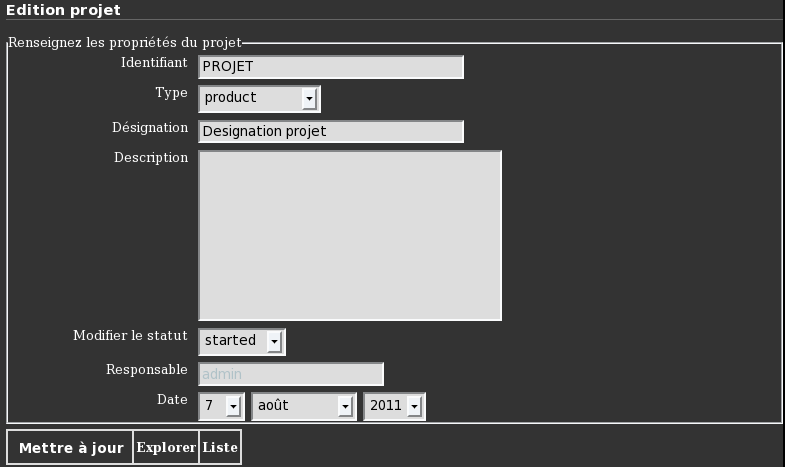 Edition projet
Renseignez les propriétés du projet
Identifiant PROJET
Type product
Désignation Designation projet
Description
Modifier le statut started
Responsable admin
Date 7 août 2011
Mettre à jour Explorer Liste